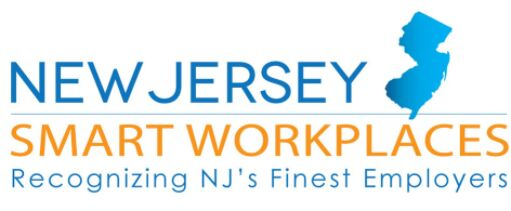 NEW JERSEY
SMART WORKPLACES
Recognizing NJ's Finest Employers